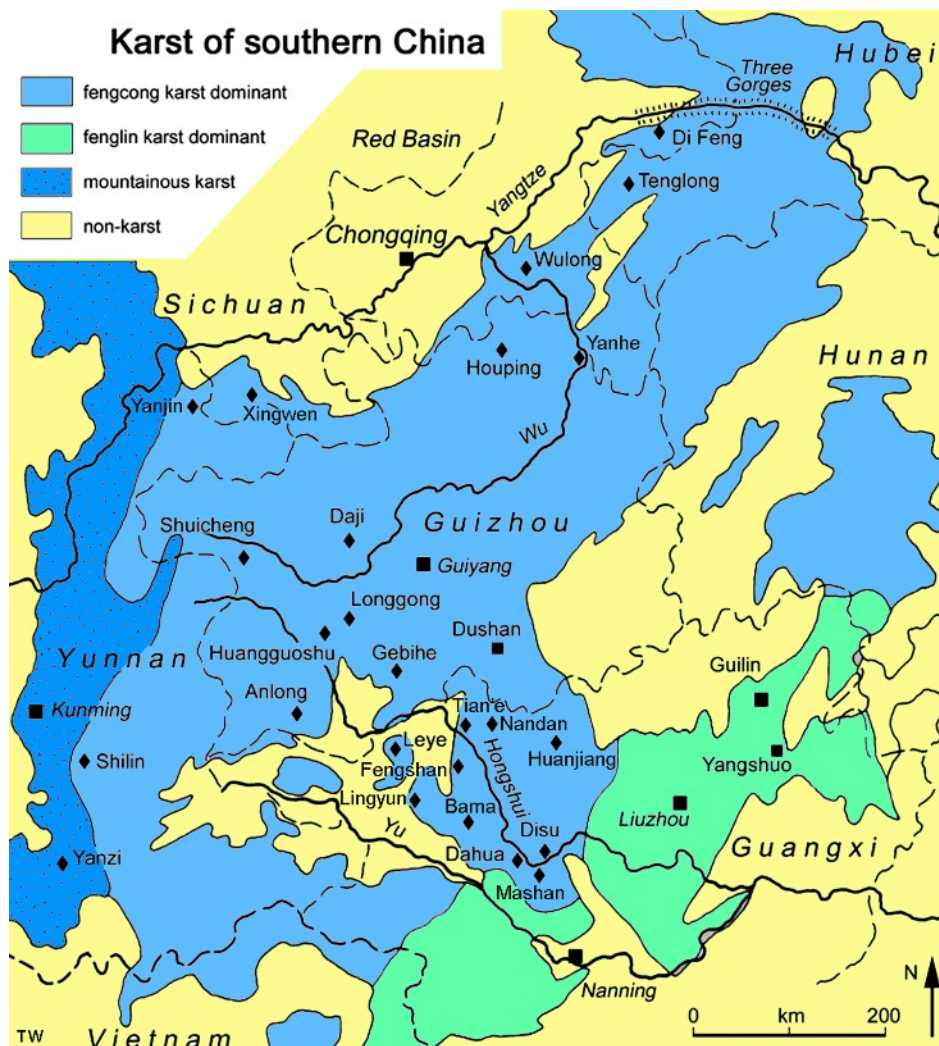 Karst of southern China
fengcong karst dominant
fenglin karst dominant
mountainous karst
non-karst
Hubei
Three
Gorges
Red Basin
Di Feng
Yangtze
Tenglong
Chongqing
Wulong
Sichuan
Yanhe
Houping
Hunan
Yanjin
Xingwen
Wu
Shuicheng
Daji
Guizhou
Guiyang
Longgong
Dushan
Huangguoshu
Gebihe
Yunnan
Guilin
Anlong
Tian'e
Kunming
Nandan
Leye
Hongshui
Huanjiang
Shilin
Fengshan
Yangshuo
Lingyun
Bama
Liuzhou
Yu
Disu
Guangxi
Yanzi
Dahua
Mashan
N
Nanning
TW
Vietnam
0 km 200